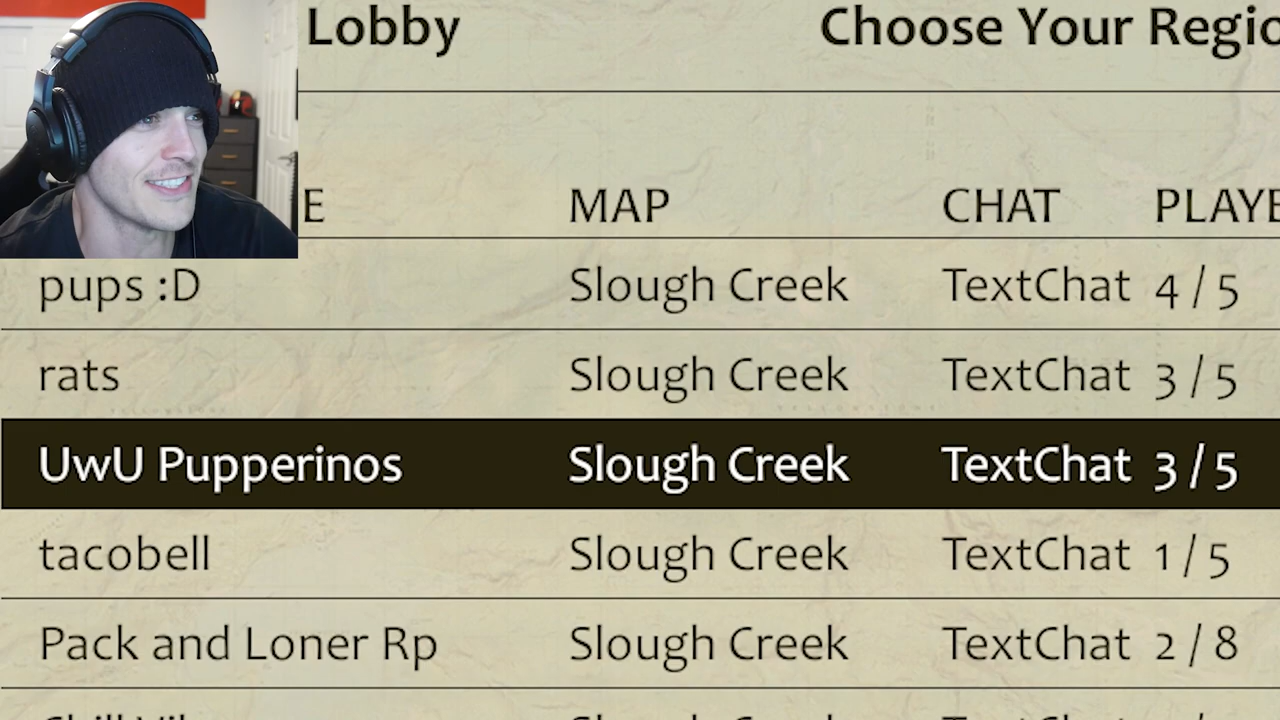 Lobby Choose Your Regio
E MAP CHAT PLAYE
pups :D Slough Creek TextChat 4 / 5
rats Slough Creek TextChat 3 / 5
UwU Pupperinos Slough Creek TextChat 3 / 5
tacobell Slough Creek TextChat 1 / 5
Pack and Loner Rp Slough Creek TextChat 2 / 8